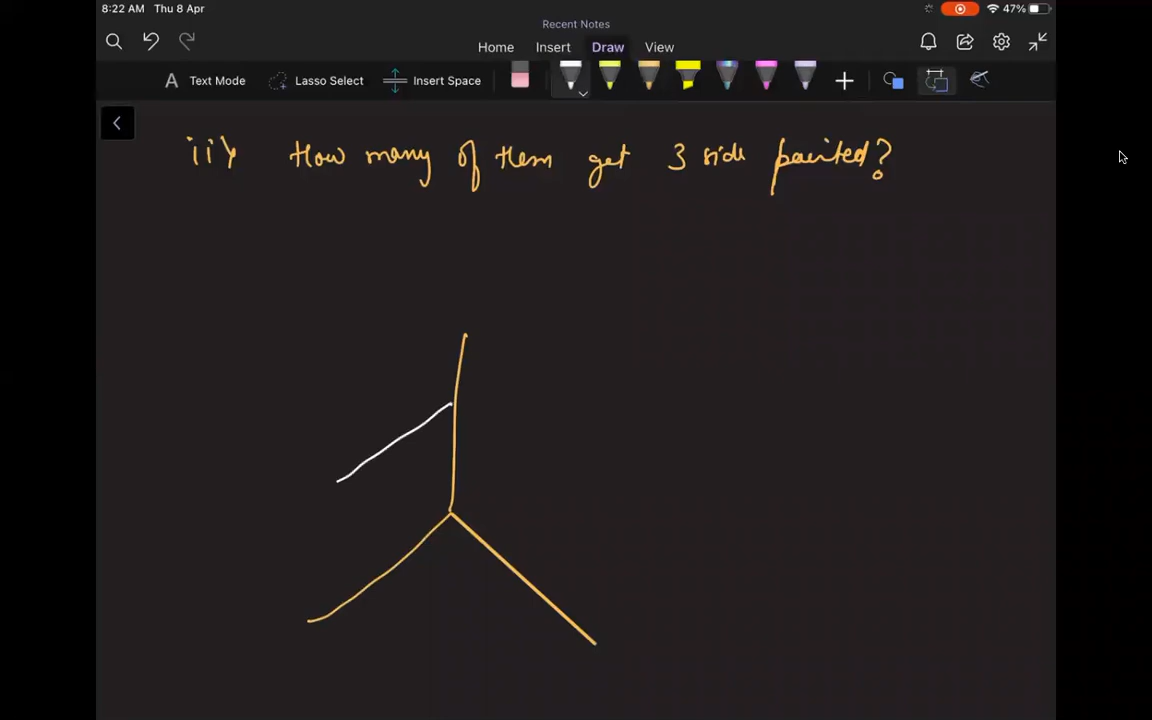 8:22 AM Thu 8 Apr
47%
Recent Notes
Home Insert Draw View
Text Mode Lasso Select Insert Space
ii) How many of them get 3 side painted?